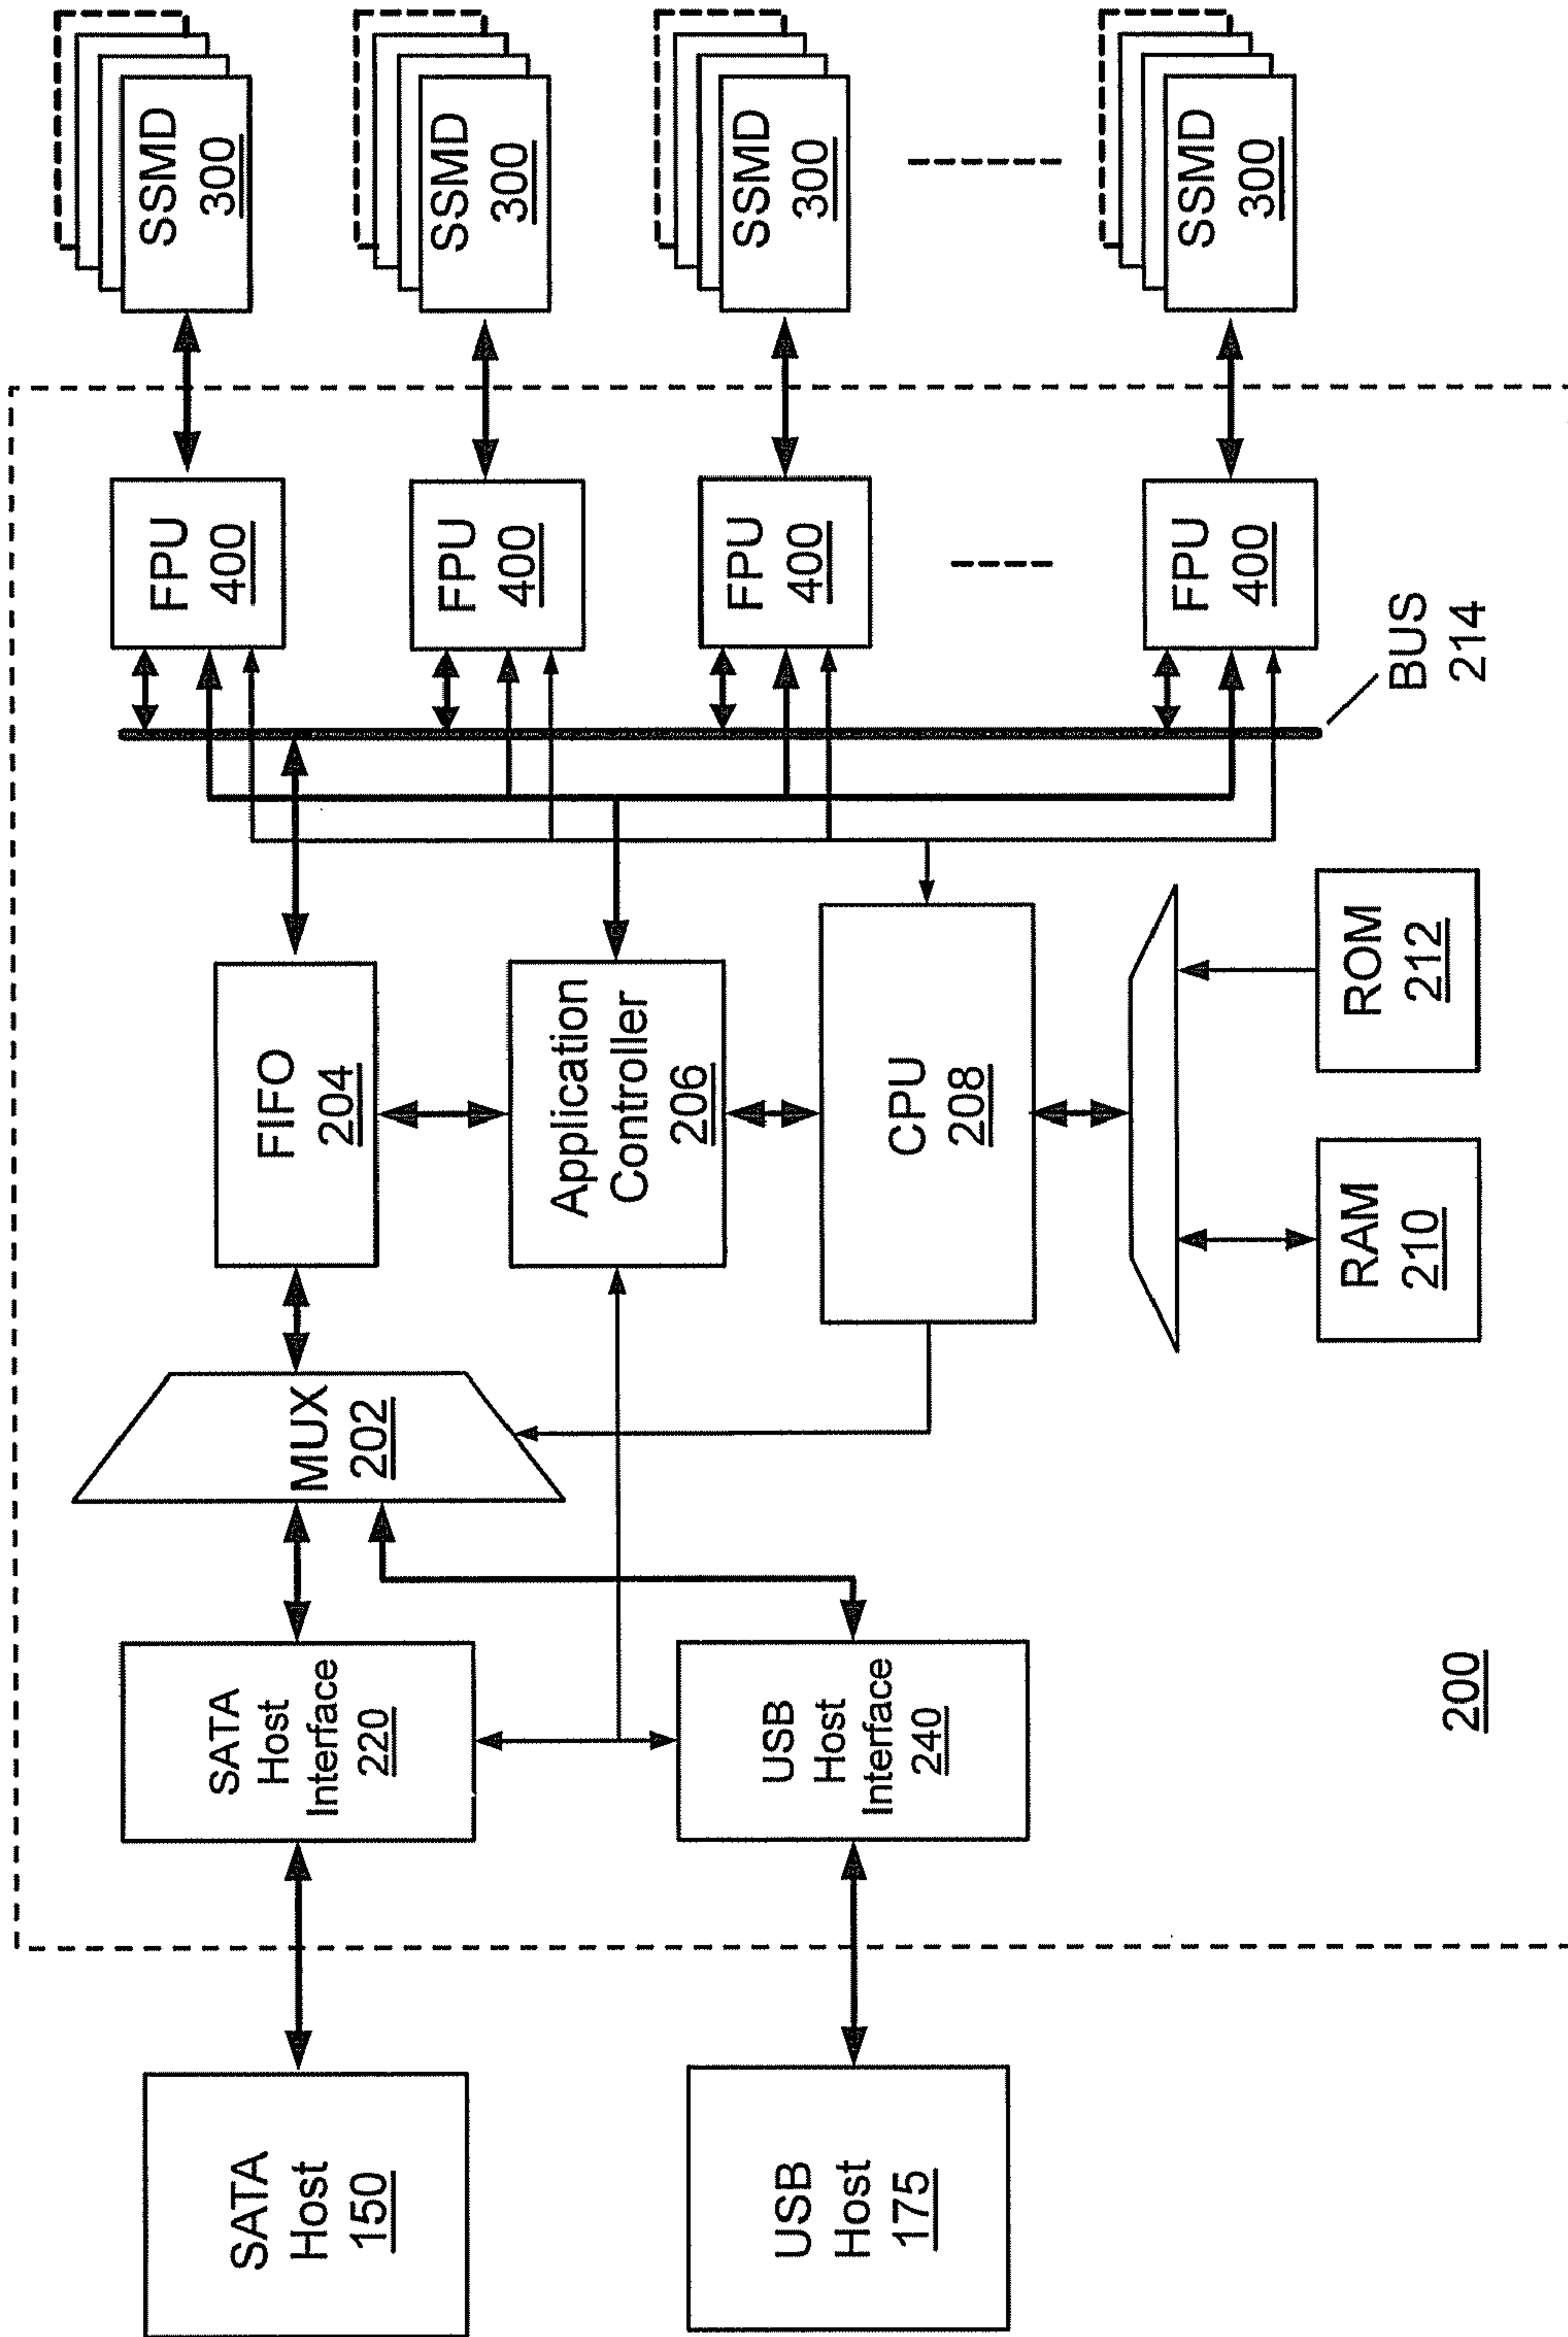 SATA
Host
150
USB
Host
175
SATA
Host
Interface
220
USB
Host
Interface
240
MUX
202
FIFO
204
Application
Controller
206
CPU
208
RAM
210
ROM
212
BUS
214
FPU
400
FPU
400
FPU
400
FPU
400
SSMD
300
SSMD
300
SSMD
300
SSMD
300
200